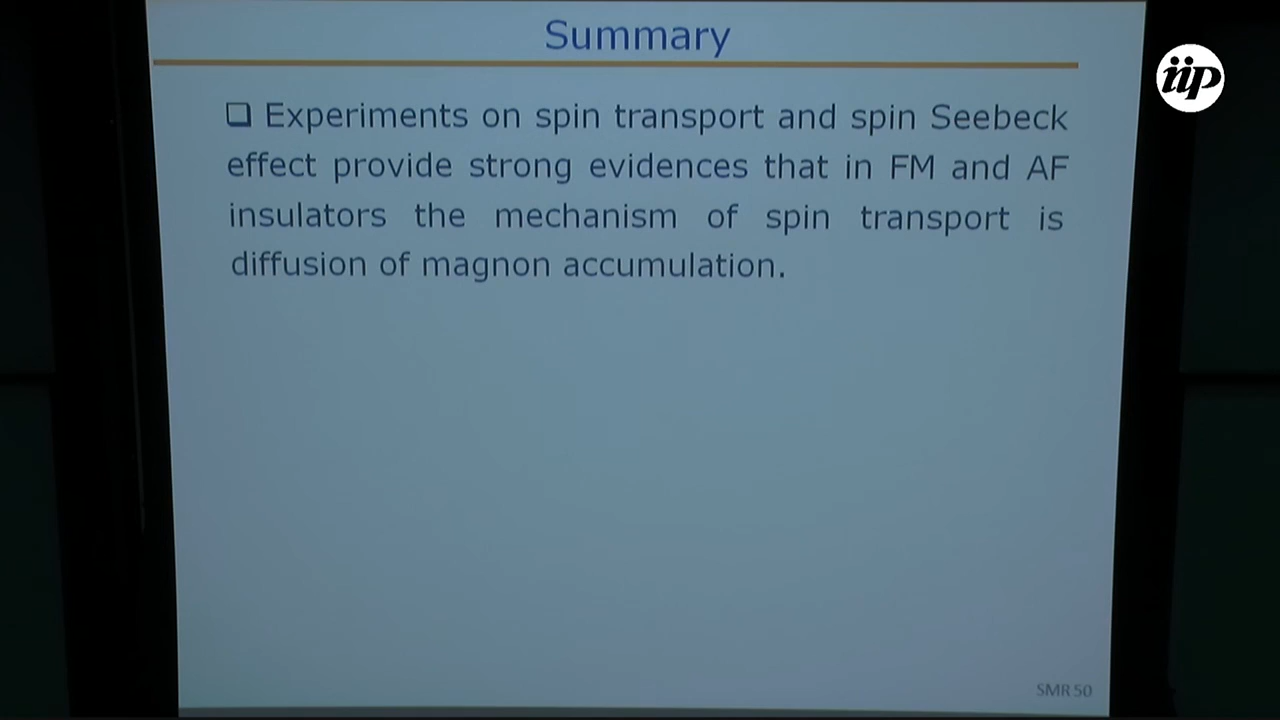 Summary
iip
❑ Experiments on spin transport and spin Seebeck
effect provide strong evidences that in FM and AF
insulators the mechanism of spin transport is
diffusion of magnon accumulation.
SMR 50